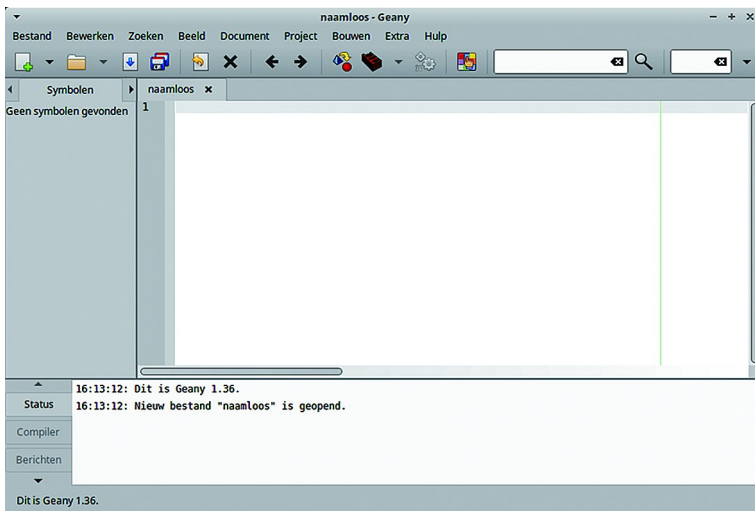 naamloos - Geany
Bestand Bewerken Zoeken Beeld Document Project Bouwen Extra Hulp
Symbolen naamloos
Geen symbolen gevonden
1
16:13:12: Dit is Geany 1.36.
16:13:12: Nieuw bestand "naamloos" is geopend.
Status
Compiler
Berichten
Dit is Geany 1.36.